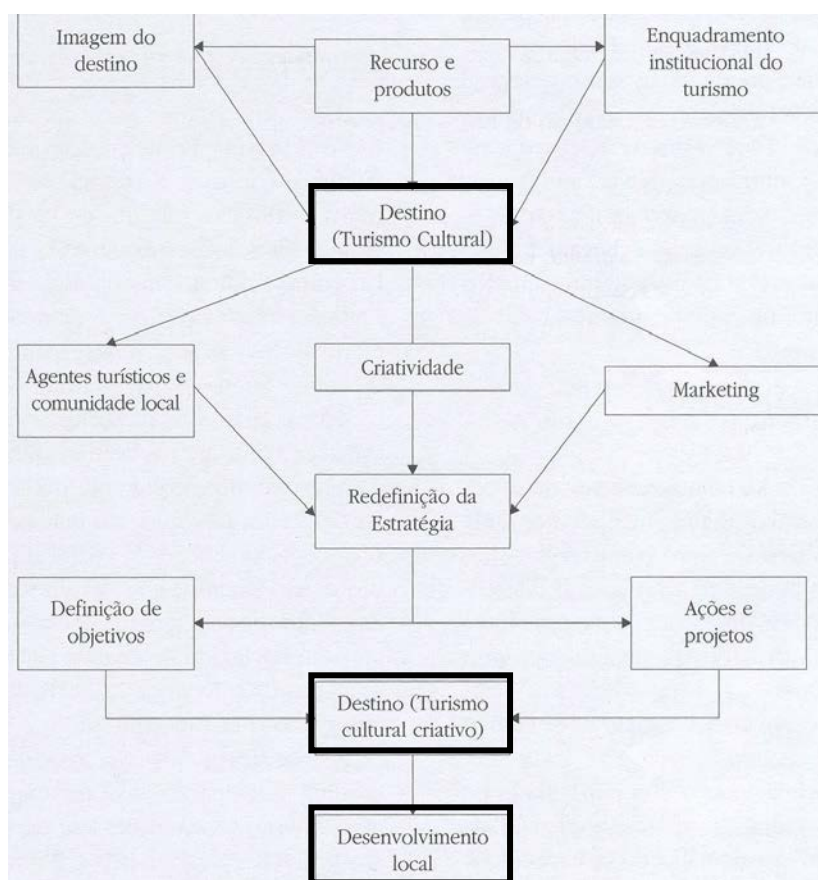 Imagem do
destino
Recurso e
produtos
Enquadramento
institucional do
turismo
Destino
(Turismo Cultural)
Agentes turísticos e
comunidade local
Criatividade
Marketing
Redefinição da
Estratégia
Definição de
objetivos
Ações e
projetos
Destino (Turismo
cultural criativo)
Desenvolvimento
local